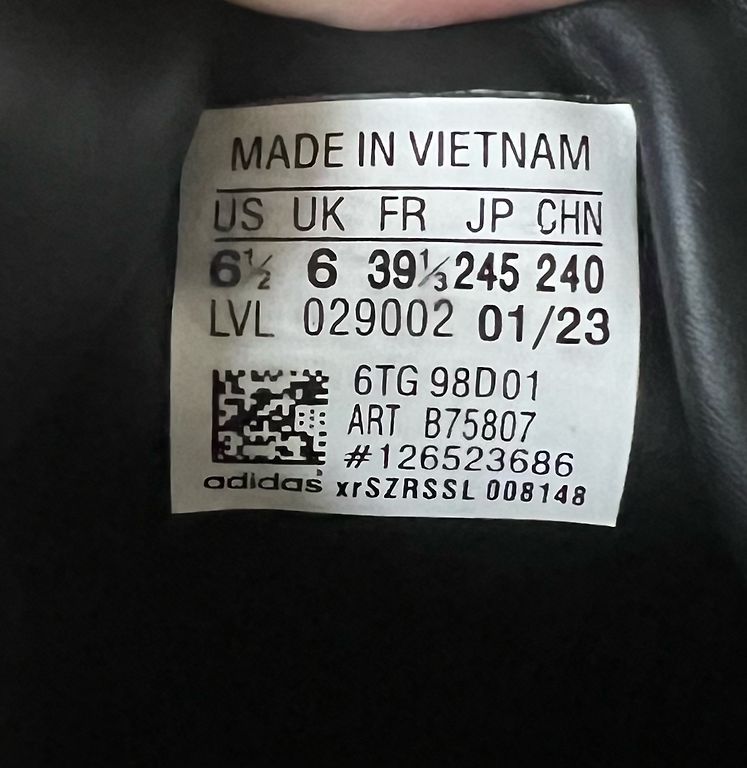 MADE IN VIETNAM
US UK FR JP CHN
6½ 6 39⅓ 245 240
LVL 029002 01/23
6TG 98D01
ART B75807
#126523686
adidas xrSZRSSL 008148